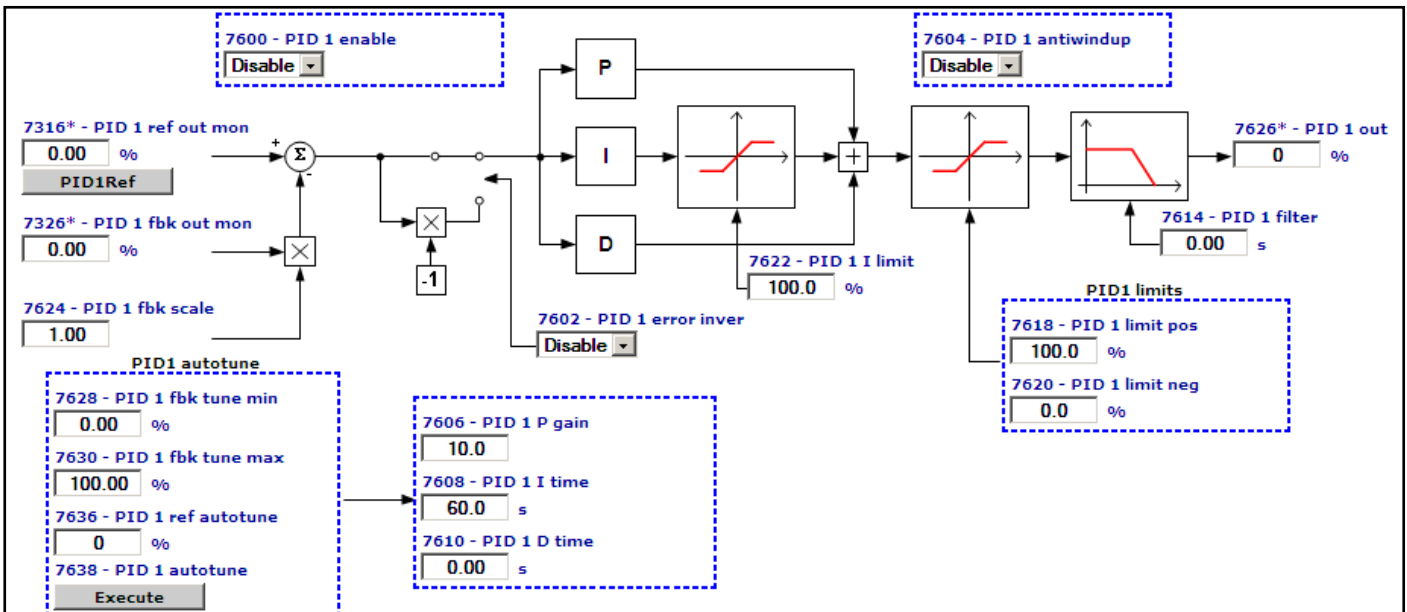 7600 - PID 1 enable
Disable
7604 - PID 1 antiwindup
Disable
P
7316* - PID 1 ref out mon
0.00 %
PID1Ref
+
Σ
-
I
+
7626* - PID 1 out
0 %
7326* - PID 1 fbk out mon
0.00 %
×
×
-1
D
7614 - PID 1 filter
0.00 s
7622 - PID 1 I limit
100.0 %
7624 - PID 1 fbk scale
1.00
7602 - PID 1 error inver
Disable
PID1 limits
7618 - PID 1 limit pos
100.0 %
7620 - PID 1 limit neg
0.0 %
PID1 autotune
7628 - PID 1 fbk tune min
0.00 %
7630 - PID 1 fbk tune max
100.00 %
7636 - PID 1 ref autotune
0 %
7638 - PID 1 autotune
Execute
7606 - PID 1 P gain
10.0
7608 - PID 1 I time
60.0 s
7610 - PID 1 D time
0.00 s